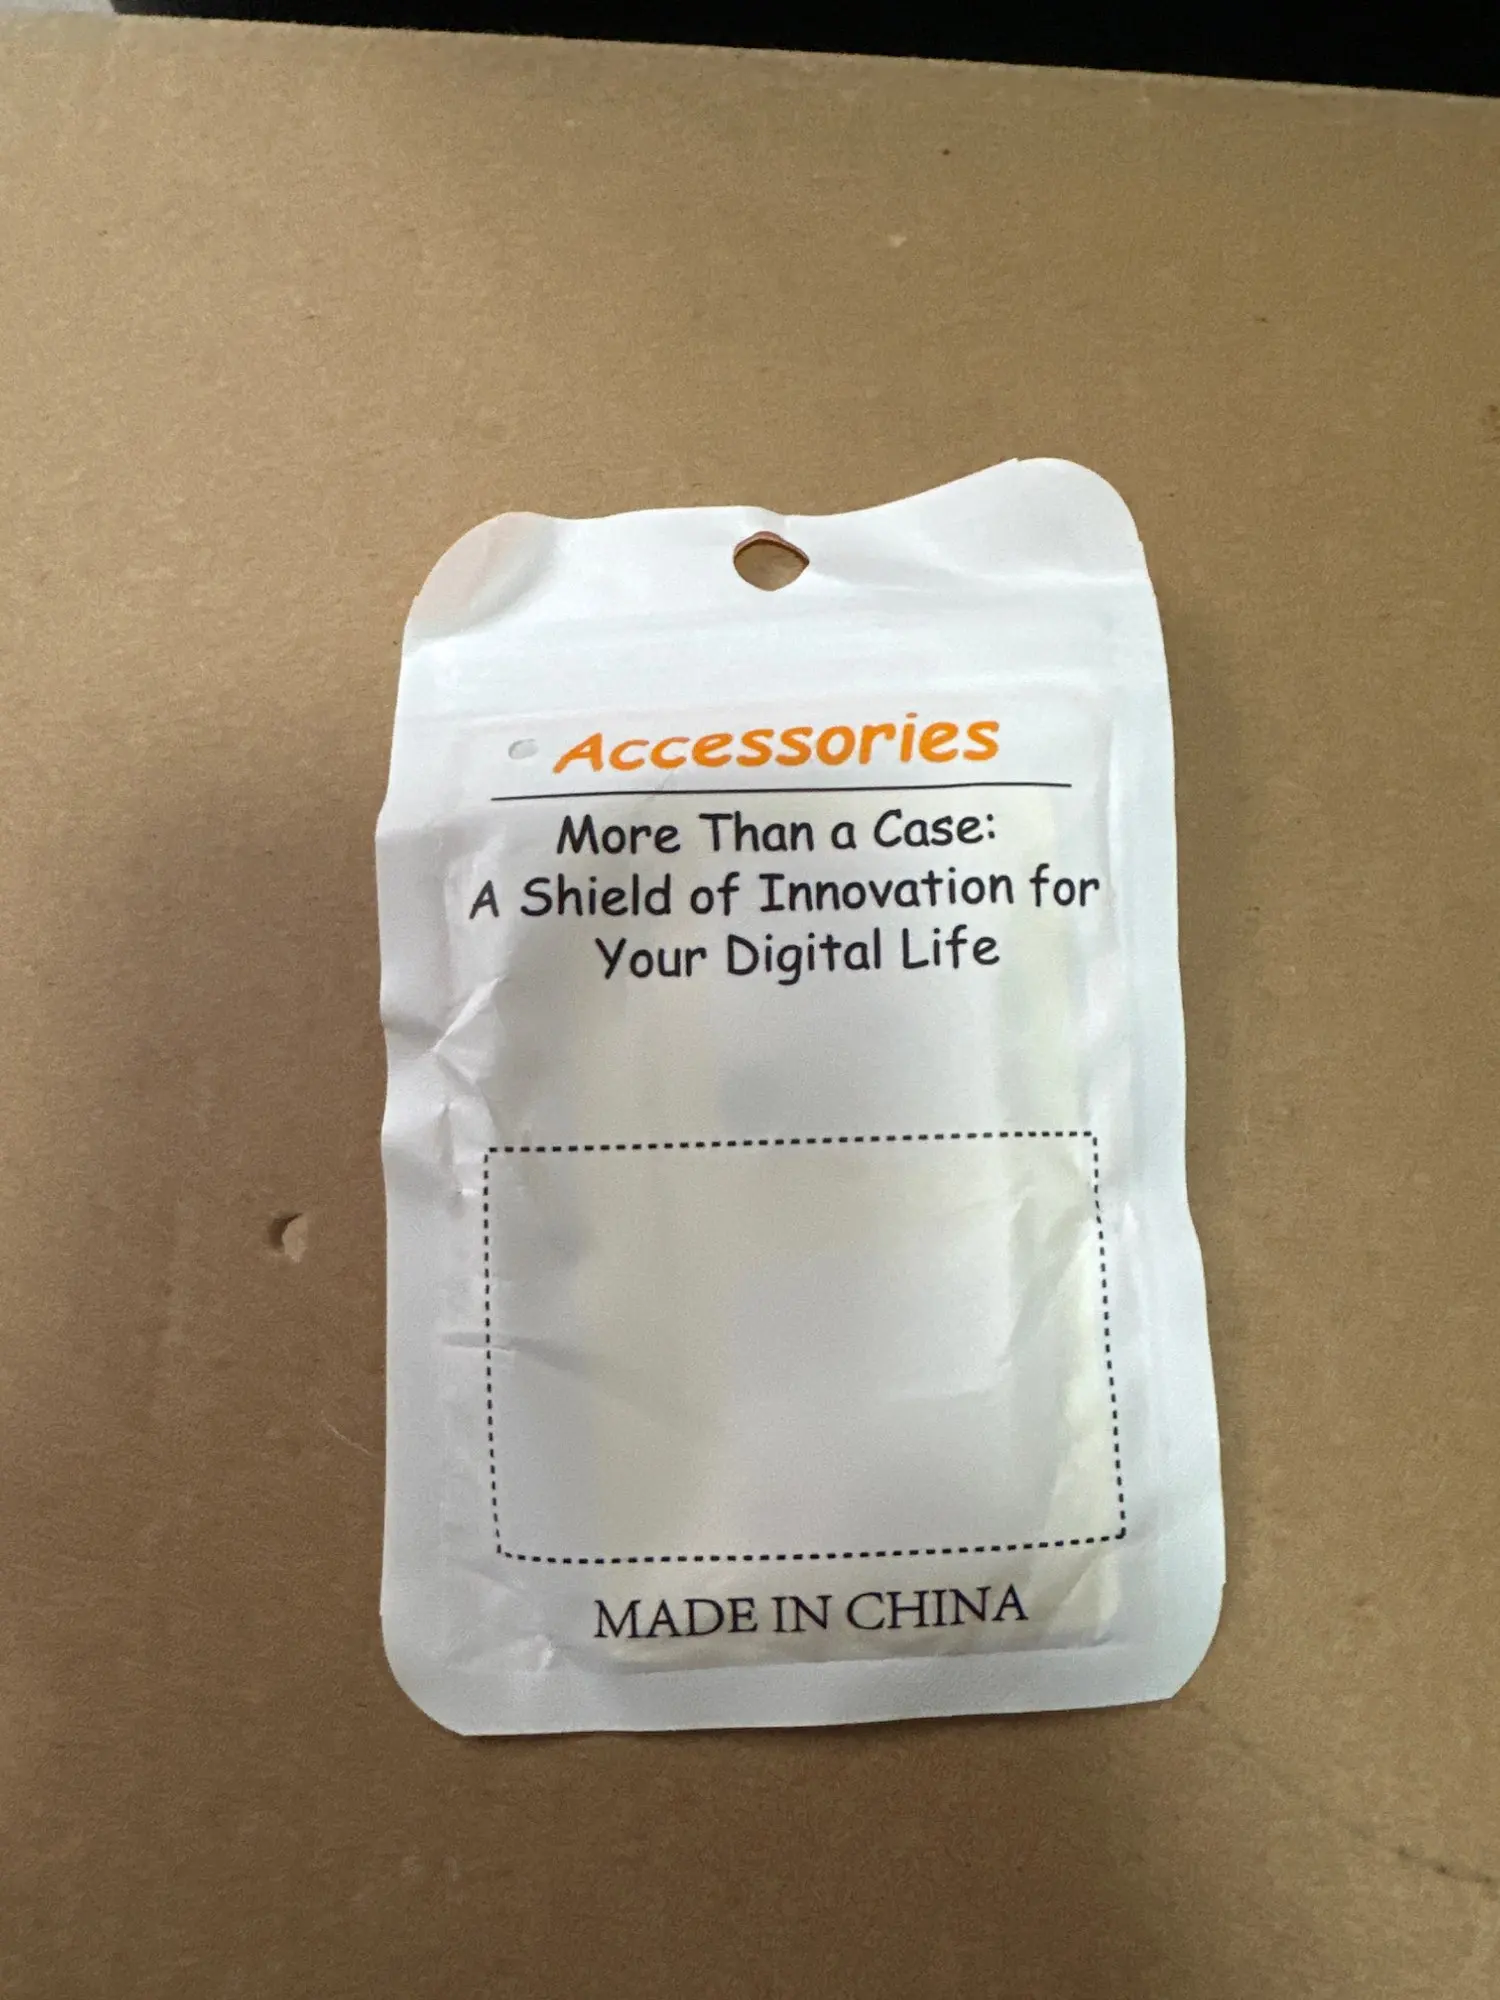 Accessories
More Than a Case:
A Shield of Innovation for
Your Digital Life
MADE IN CHINA